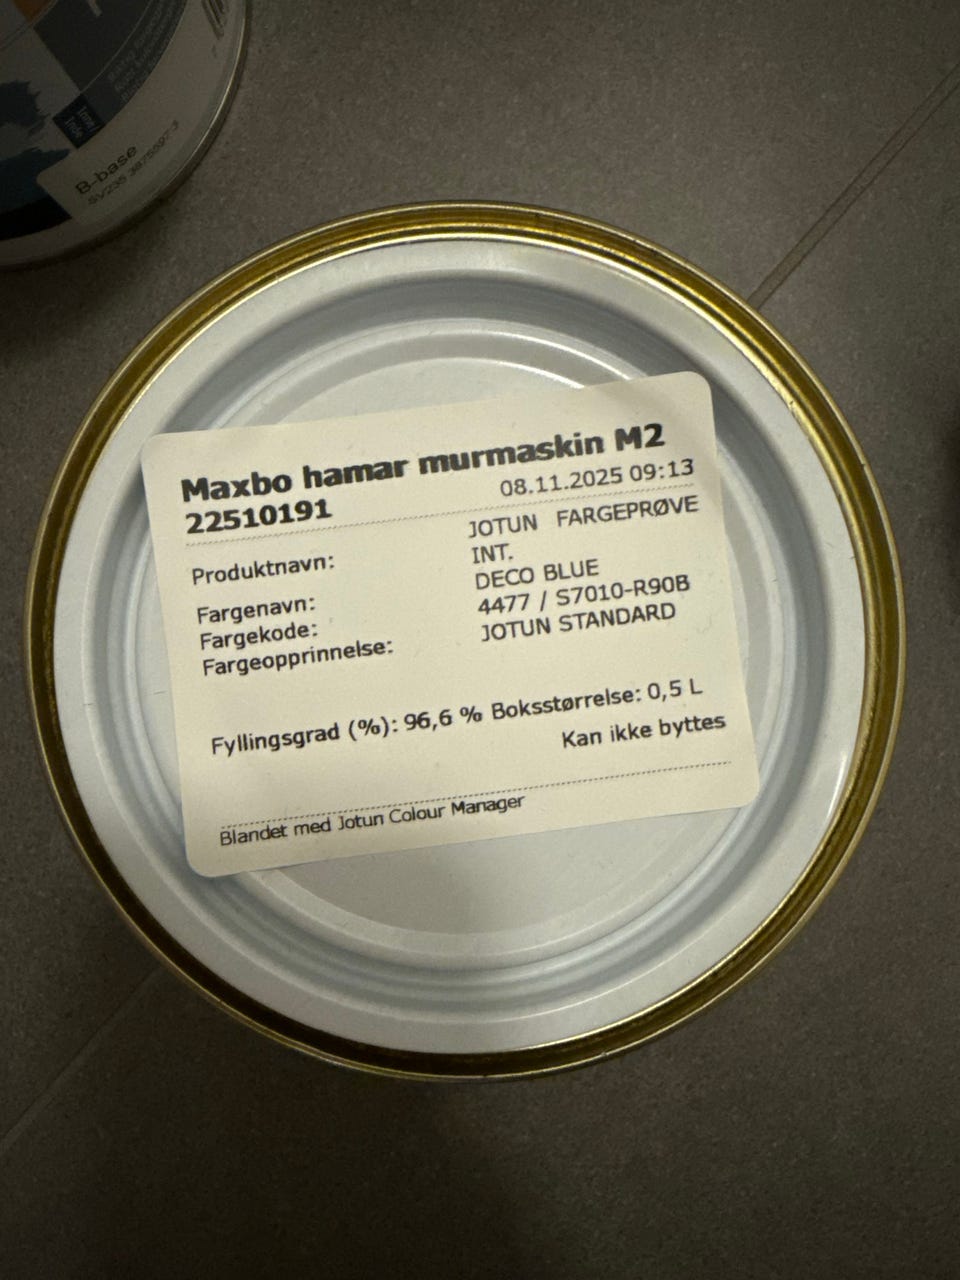 B-base
Maxbo hamar murmaskin M2
22510191
08.11.2025 09:13
Produktnavn: JOTUN FARGEPRØVE
INT.
Fargenavn: DECO BLUE
Fargekode: 4477 / S7010-R90B
Fargeopprinnelse: JOTUN STANDARD
Fyllingsgrad (%): 96,6 % Boksstørrelse: 0,5 L
Kan ikke byttes
Blandet med Jotun Colour Manager